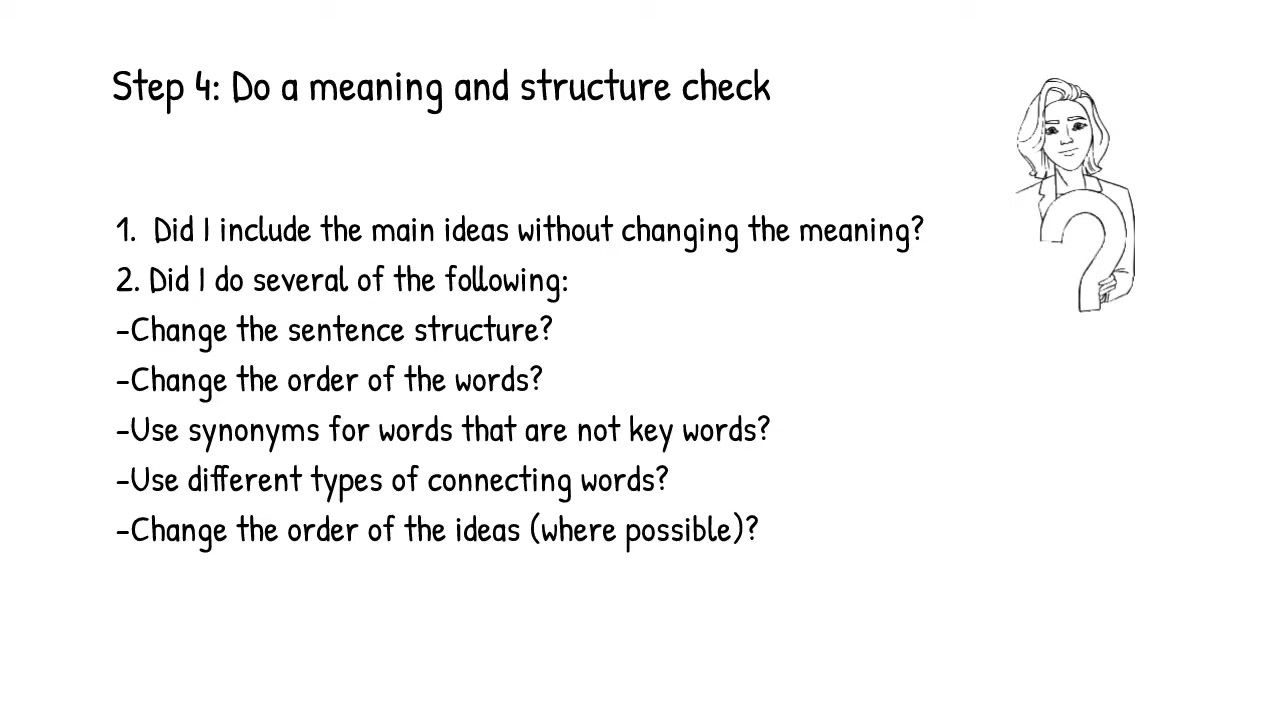 Step 4: Do a meaning and structure check
1. Did I include the main ideas without changing the meaning?
2. Did I do several of the following:
-Change the sentence structure?
-Change the order of the words?
-Use synonyms for words that are not key words?
-Use different types of connecting words?
-Change the order of the ideas (where possible)?